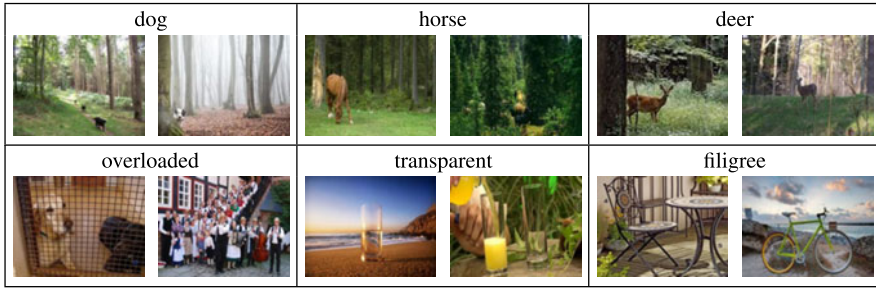 dog
horse
deer
overloaded
transparent
filigree